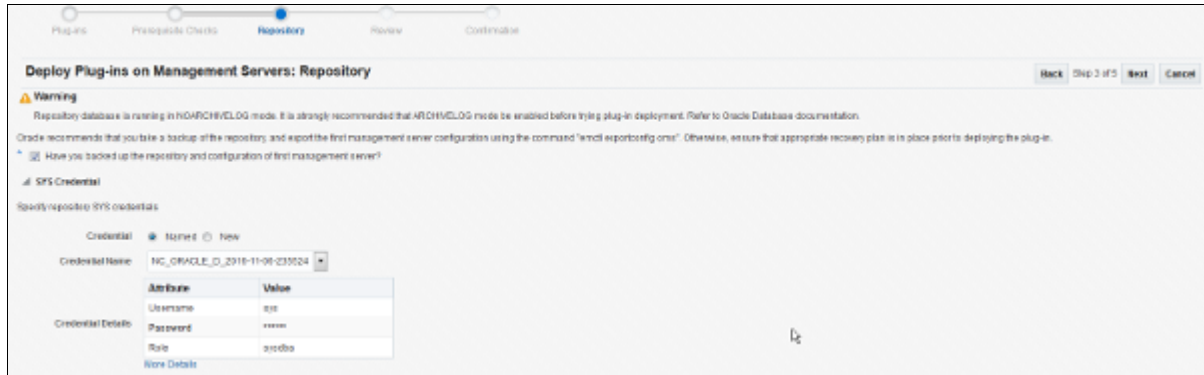 Plug-ins Prerequisite Checks Repository Review Confirmation
Deploy Plug-ins on Management Servers: Repository
Back Step 3 of 5 Next Cancel
Warning
Repository database is running in NOARCHIVELOG mode. It is strongly recommended that ARCHIVELOG mode be enabled before trying plug-in deployment. Refer to Oracle Database documentation.
Oracle recommends that you take a backup of the repository, and export the first management server configuration using the command "emctl exportconfig oms". Otherwise, ensure that appropriate recovery plan is in place prior to deploying the plug-in.
* Have you backed up the repository and configuration of first management server?
SYS Credential
Specify repository SYS credentials
Credential Named New
Credential Name NC_ORACLE_D_2018-11-06-235524
Attribute Value
Username sys
Credential Details
Password ******
Role sysdba
More Details